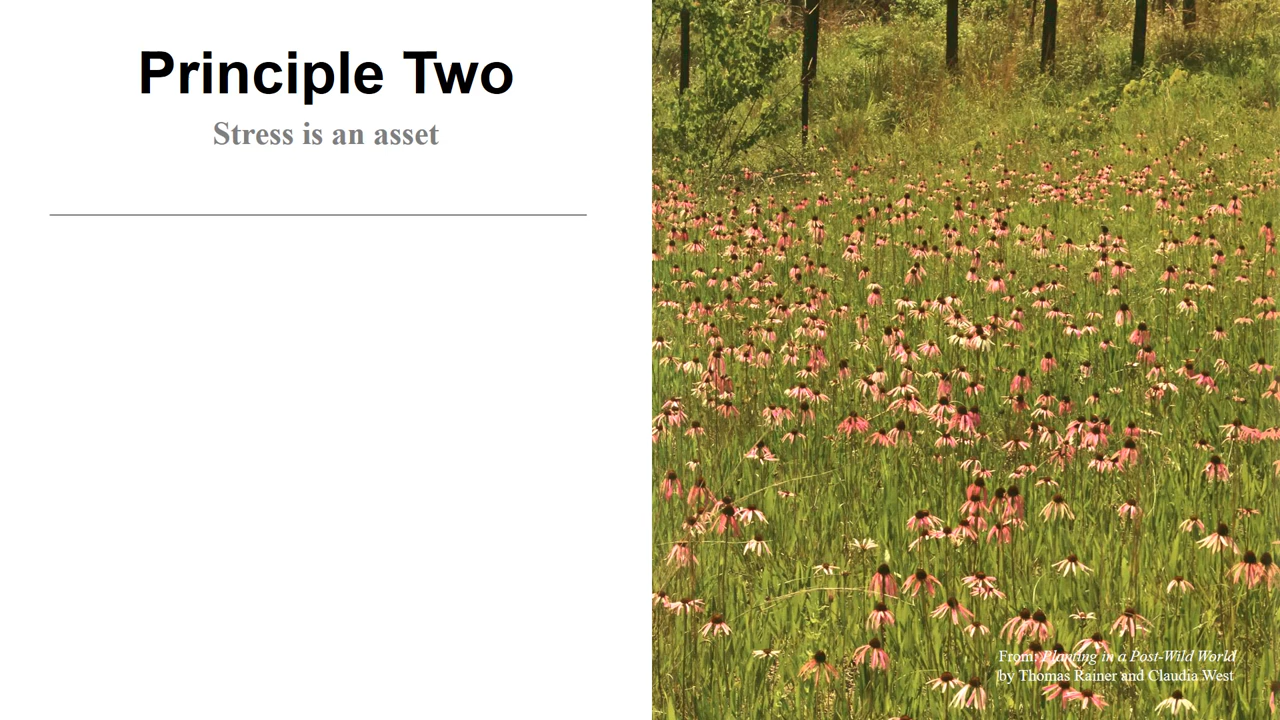 Principle Two
Stress is an asset
From: Planting in a Post-Wild World
by Thomas Rainer and Claudia West